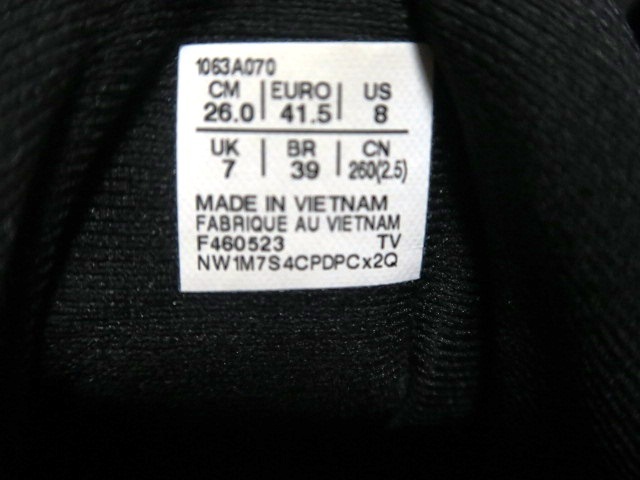 1063A070
CM | EURO | US
26.0 | 41.5 | 8
UK | BR | CN
7 | 39 | 260(2.5)
MADE IN VIETNAM
FABRIQUE AU VIETNAM
F460523 TV
NW1M7S4CPDPCx2Q